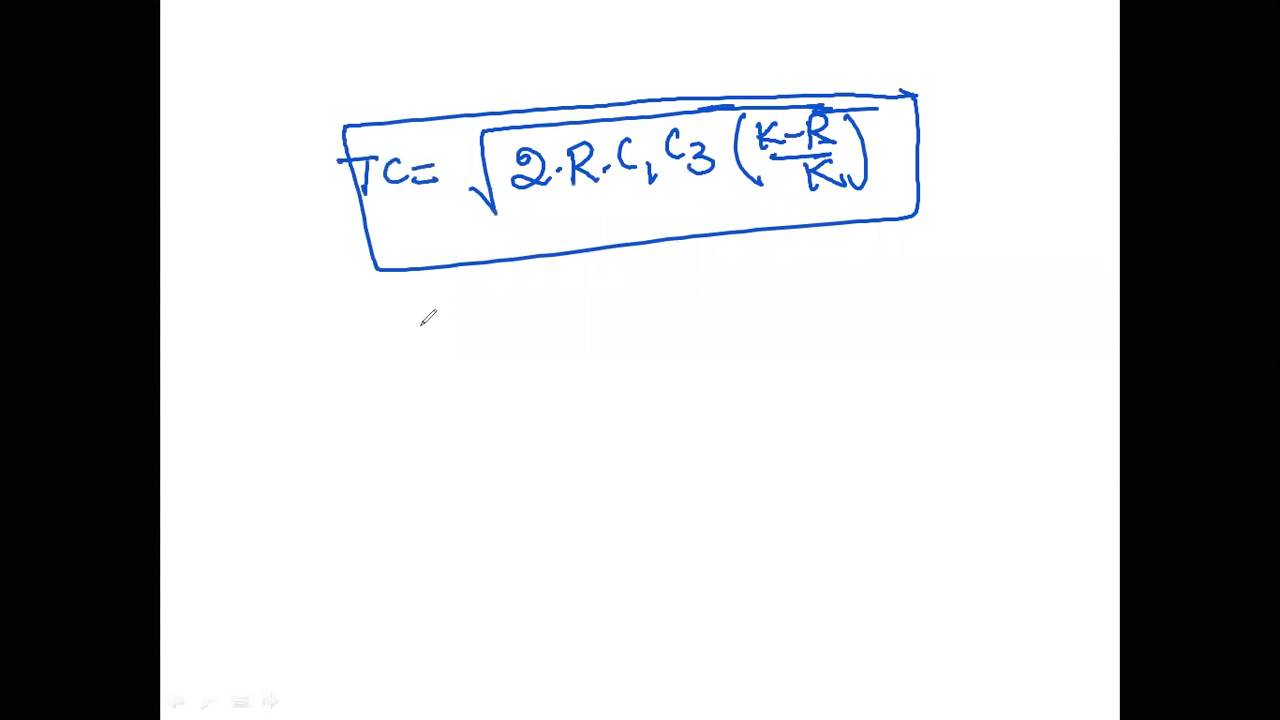 TC = √2·R·C₁ C₃ (K-R/K)